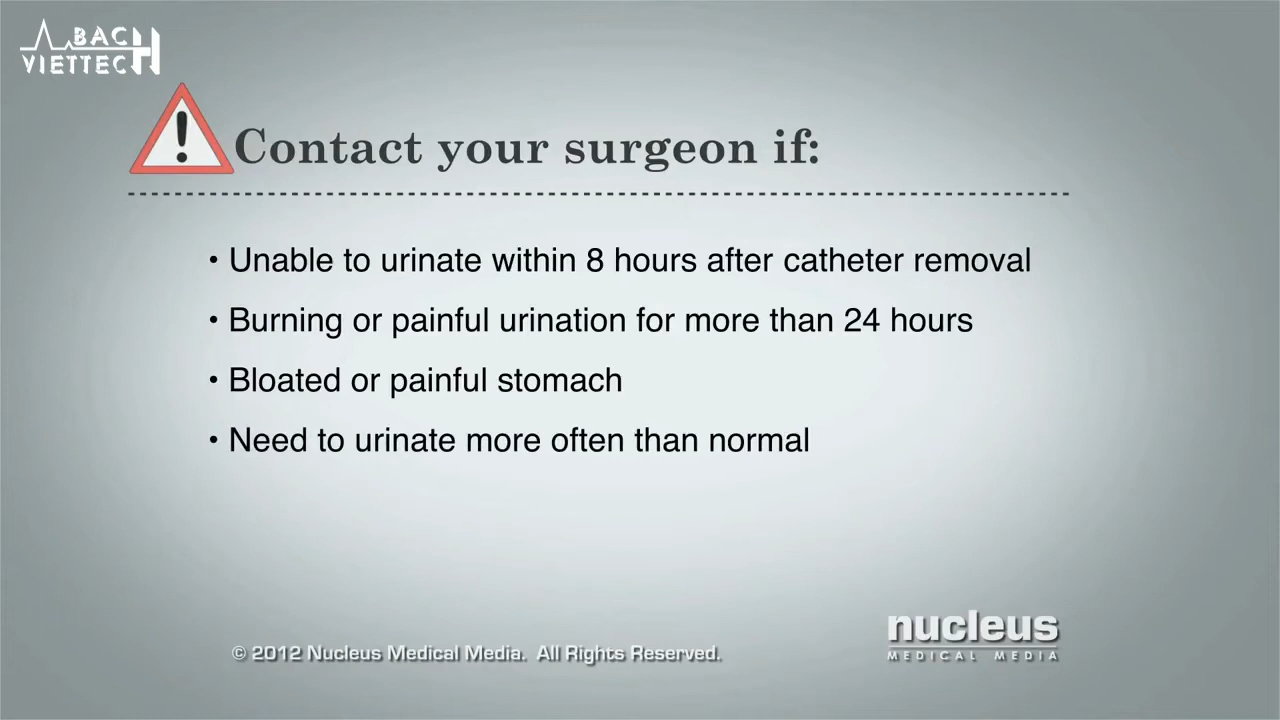 BACH
VIETTECH
Contact your surgeon if:
• Unable to urinate within 8 hours after catheter removal
• Burning or painful urination for more than 24 hours
• Bloated or painful stomach
• Need to urinate more often than normal
© 2012 Nucleus Medical Media. All Rights Reserved.
nucleus
MEDICAL MEDIA